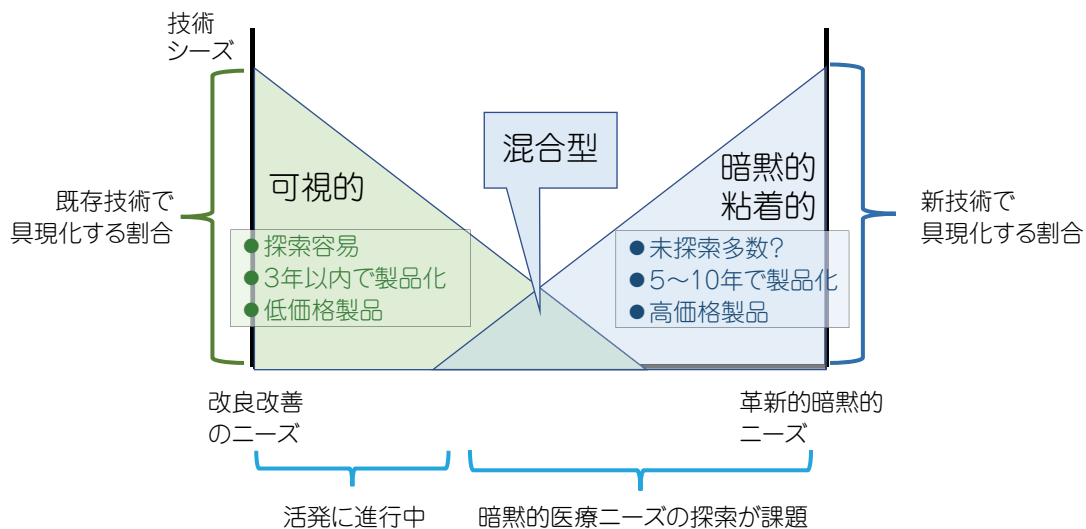 技術
シーズ
混合型
可視的
暗黙的
粘着的
既存技術で
具現化する割合
新技術で
具現化する割合
●探索容易
●3年以内で製品化
●低価格製品
●未探索多数?
●5～10年で製品化
●高価格製品
改良改善
のニーズ
革新的暗黙的
ニーズ
活発に進行中
暗黙的医療ニーズの探索が課題